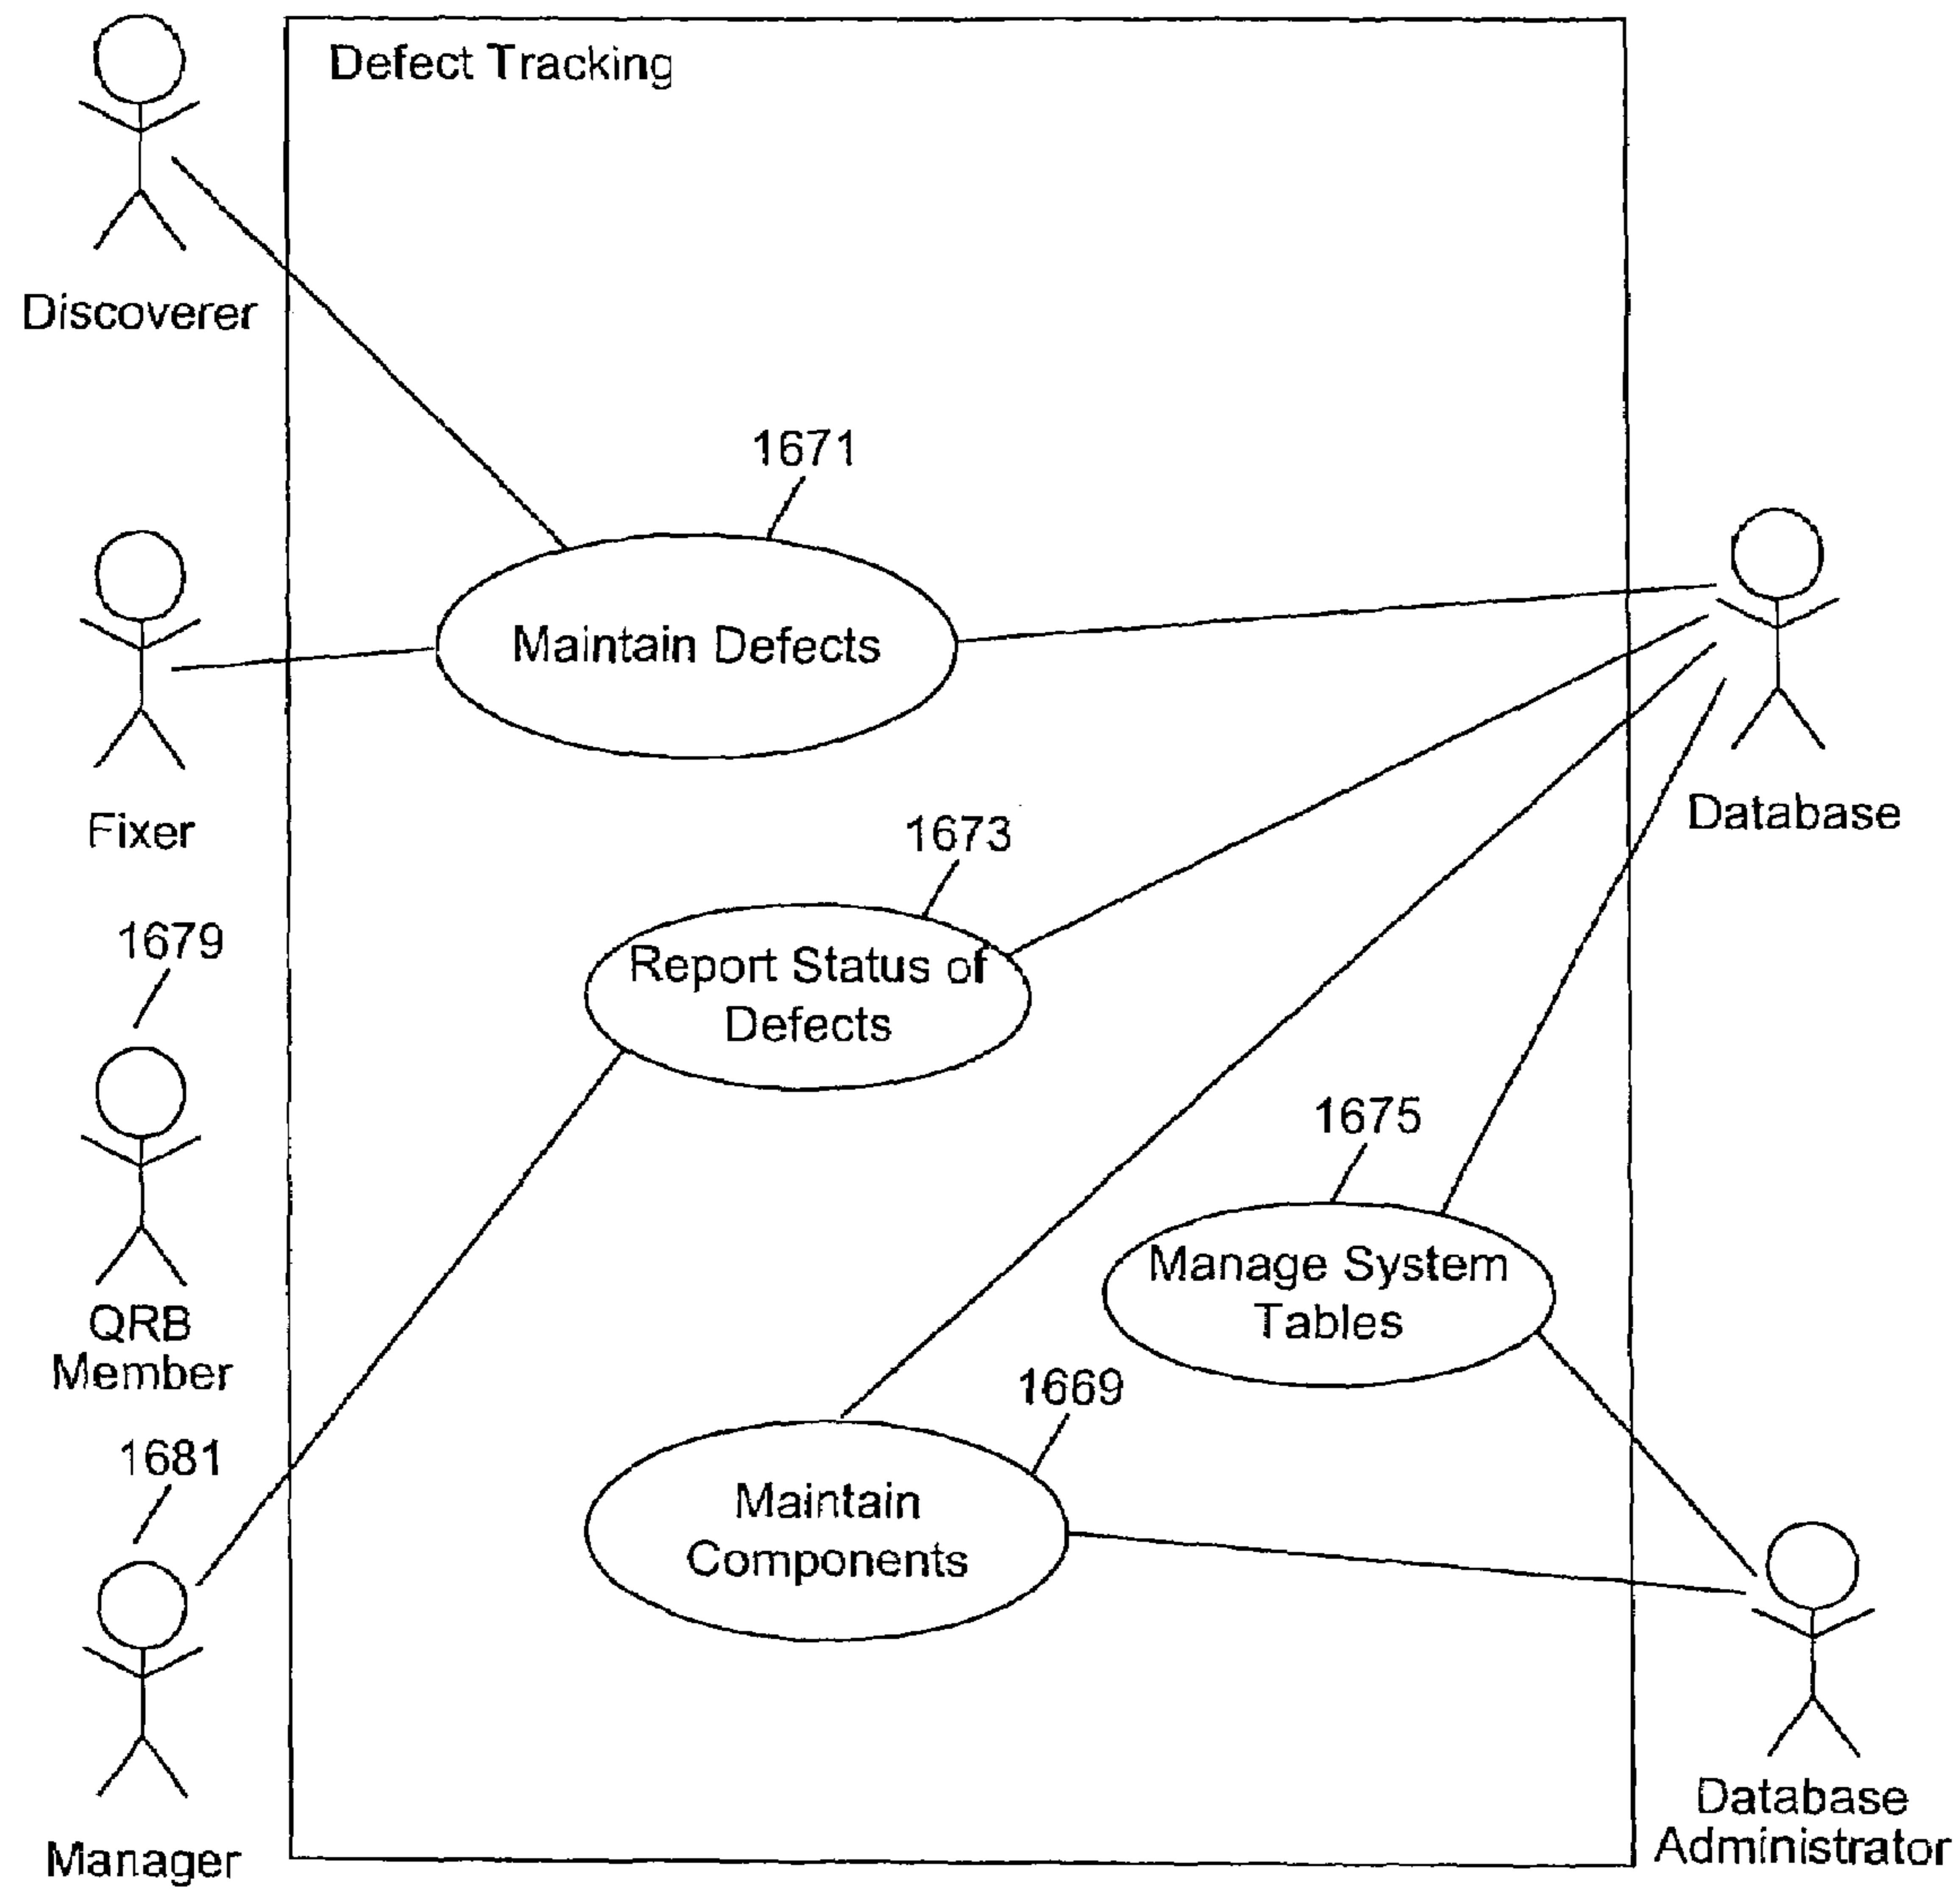 Defect Tracking
Discoverer
1671
Maintain Defects
Fixer
Database
1673
1679
Report Status of
Defects
1675
Manage System
Tables
QRB
Member
1669
1681
Maintain
Components
Manager
Database
Administrator